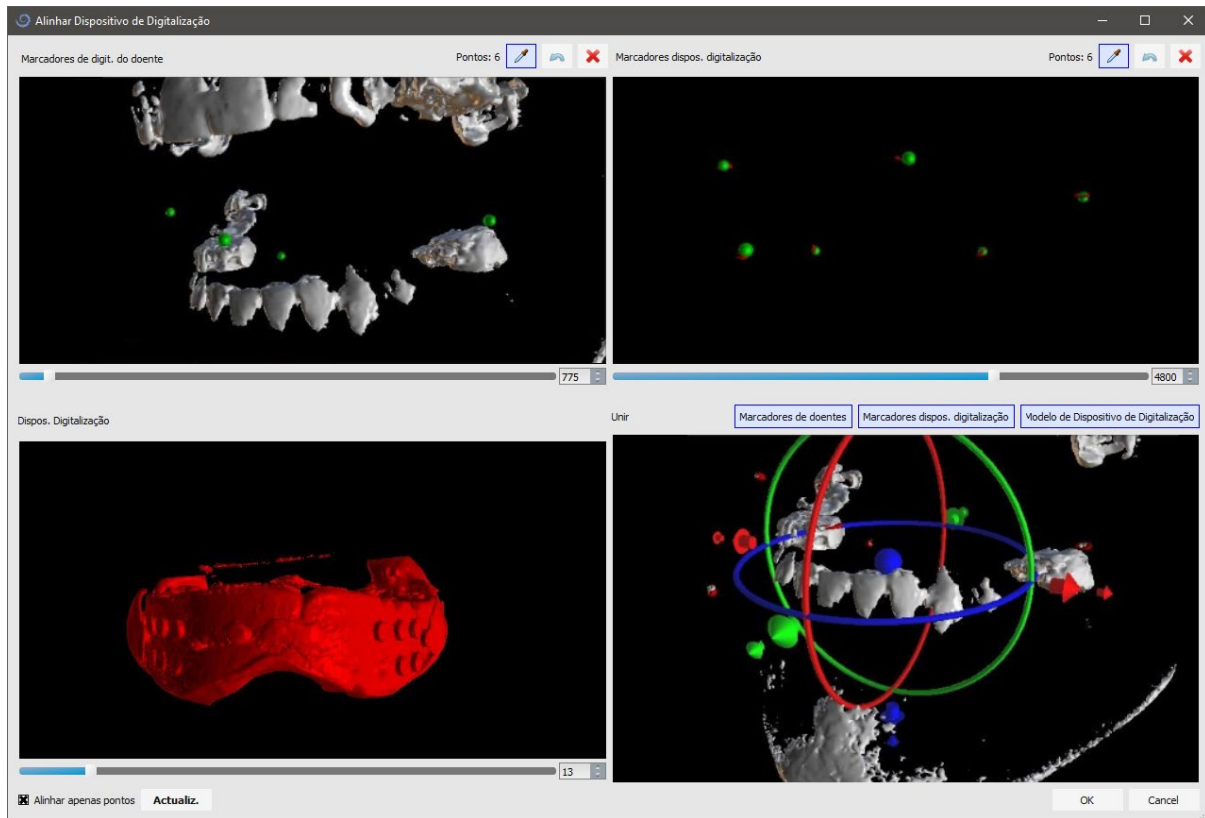 Alinhar Dispositivo de Digitalização
Marcadores de digit. do doente
Pontos: 6
Marcadores dispos. digitalização
Pontos: 6
775
4800
Dispos. Digitalização
Unir
Marcadores de doentes
Marcadores dispos. digitalização
Modelo de Dispositivo de Digitalização
13
Alinhar apenas pontos
Actualiz.
OK
Cancel